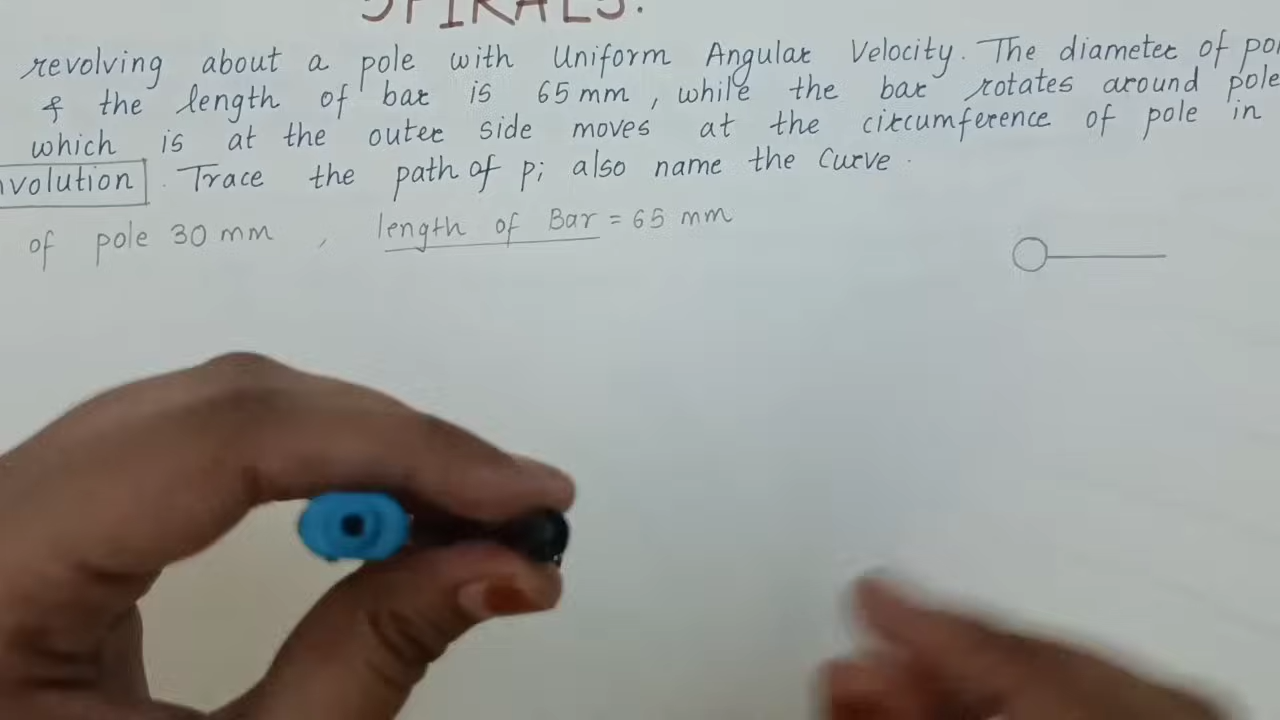 SPIRALS.
revolving about a pole with Uniform Angular Velocity. The diameter of pol
& the length of bar is 65 mm, while the bar rotates around pole
which is at the outer side moves at the circumference of pole in
volution. Trace the path of p; also name the Curve.
of pole 30 mm, length of Bar = 65 mm